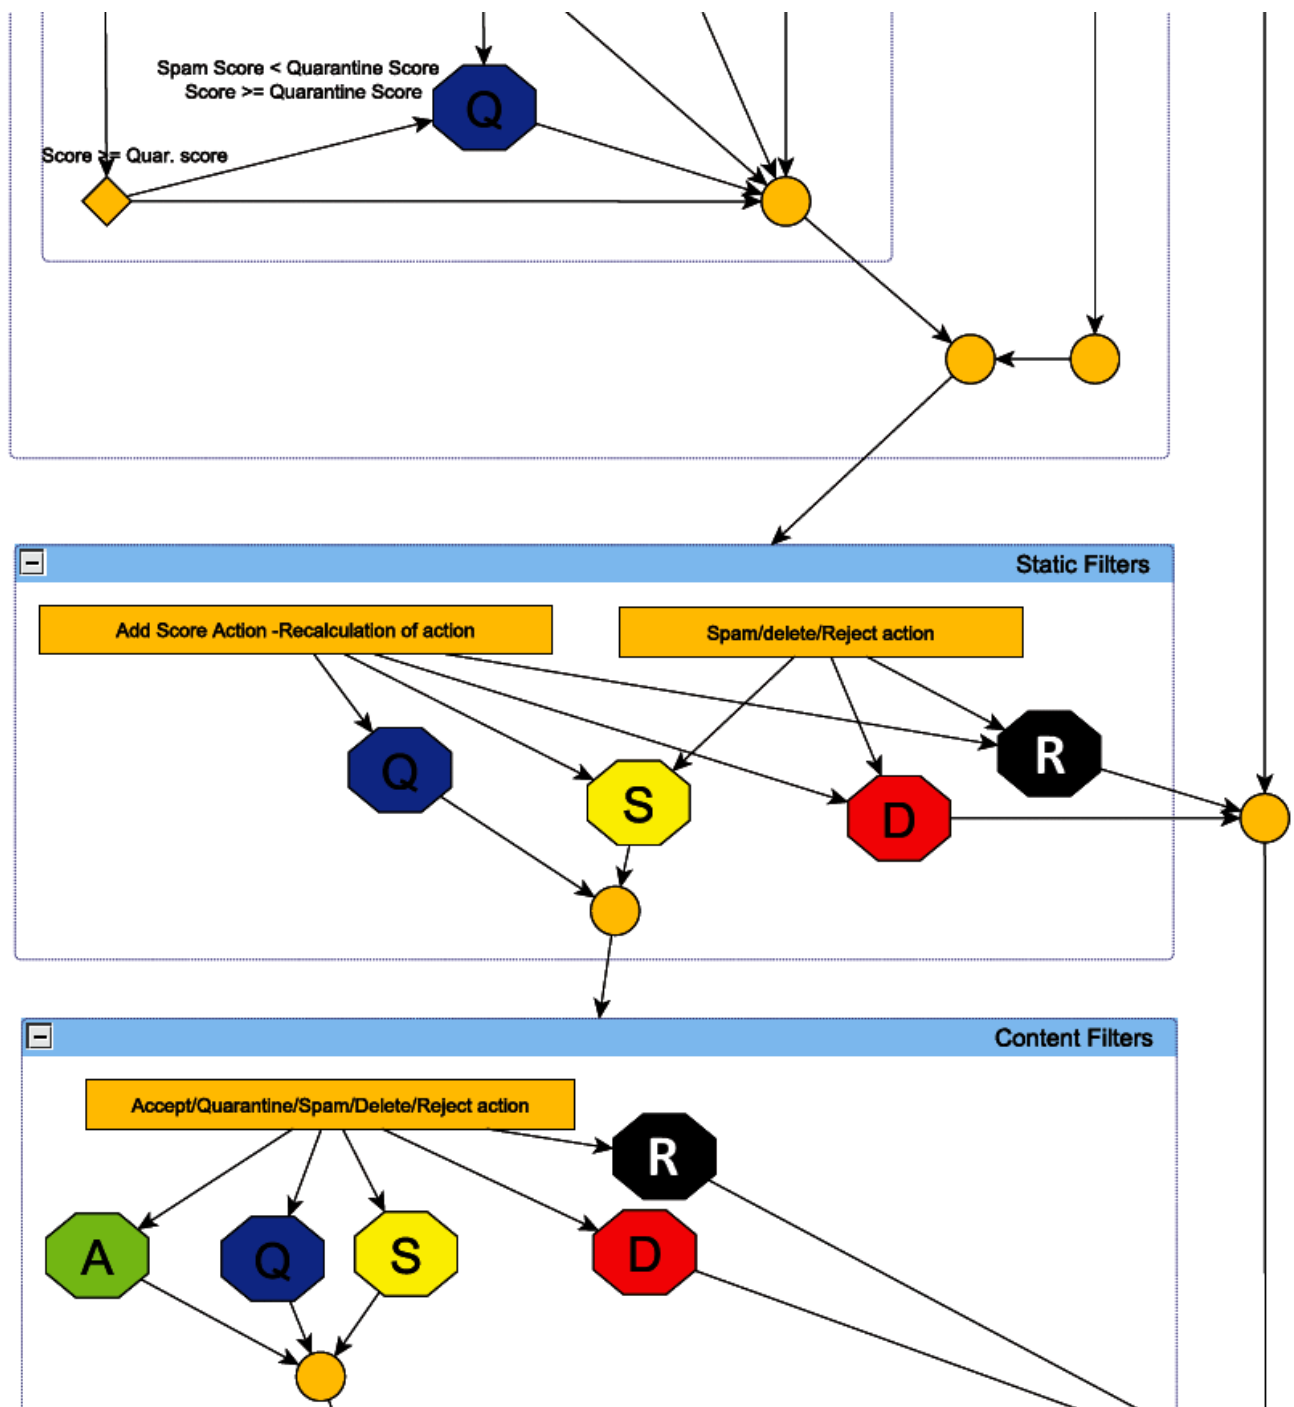 Spam Score < Quarantine Score
Score >= Quarantine Score
Q
Score >= Quar. score
Static Filters
Add Score Action -Recalculation of action
Spam/delete/Reject action
Q
S
D
R
Content Filters
Accept/Quarantine/Spam/Delete/Reject action
R
A
Q
S
D